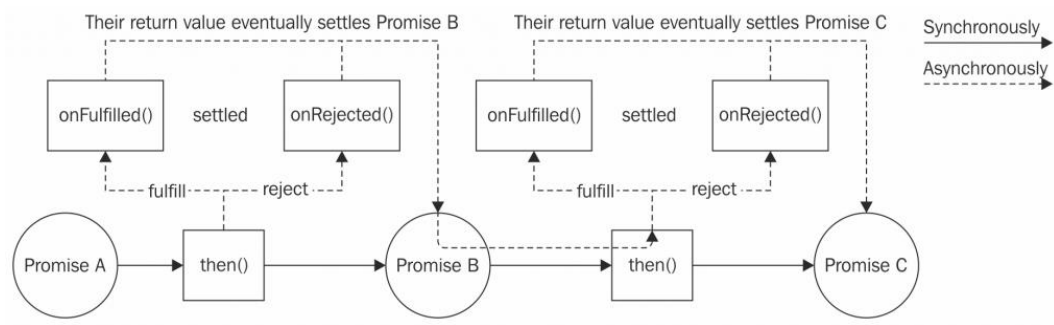 Their return value eventually settles Promise B
Their return value eventually settles Promise C
Synchronously
Asynchronously
onFulfilled()
settled
onRejected()
onFulfilled()
settled
onRejected()
fulfill
reject
fulfill
reject
Promise A
then()
Promise B
then()
Promise C